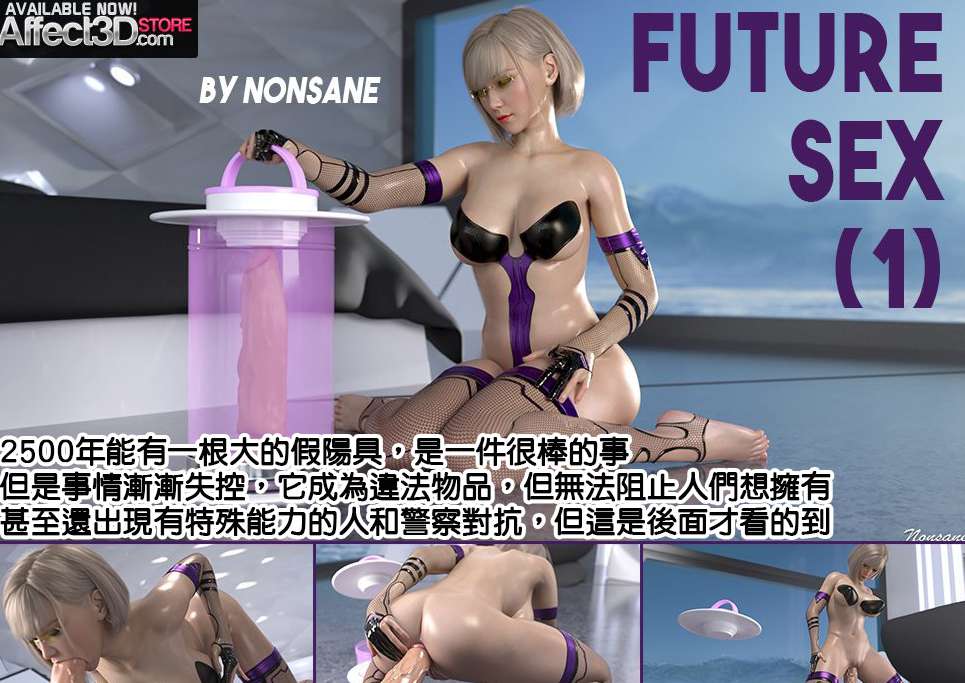 AVAILABLE NOW!
Affect3D STORE
.com
BY NONSANE
FUTURE
SEX
(1)
2500年能有一根大的假陽具，是一件很棒的事
但是事情漸漸失控，它成為違法物品，但無法阻止人們想擁有
甚至還出現有特殊能力的人和警察對抗，但這是後面才看的到
Nonsane